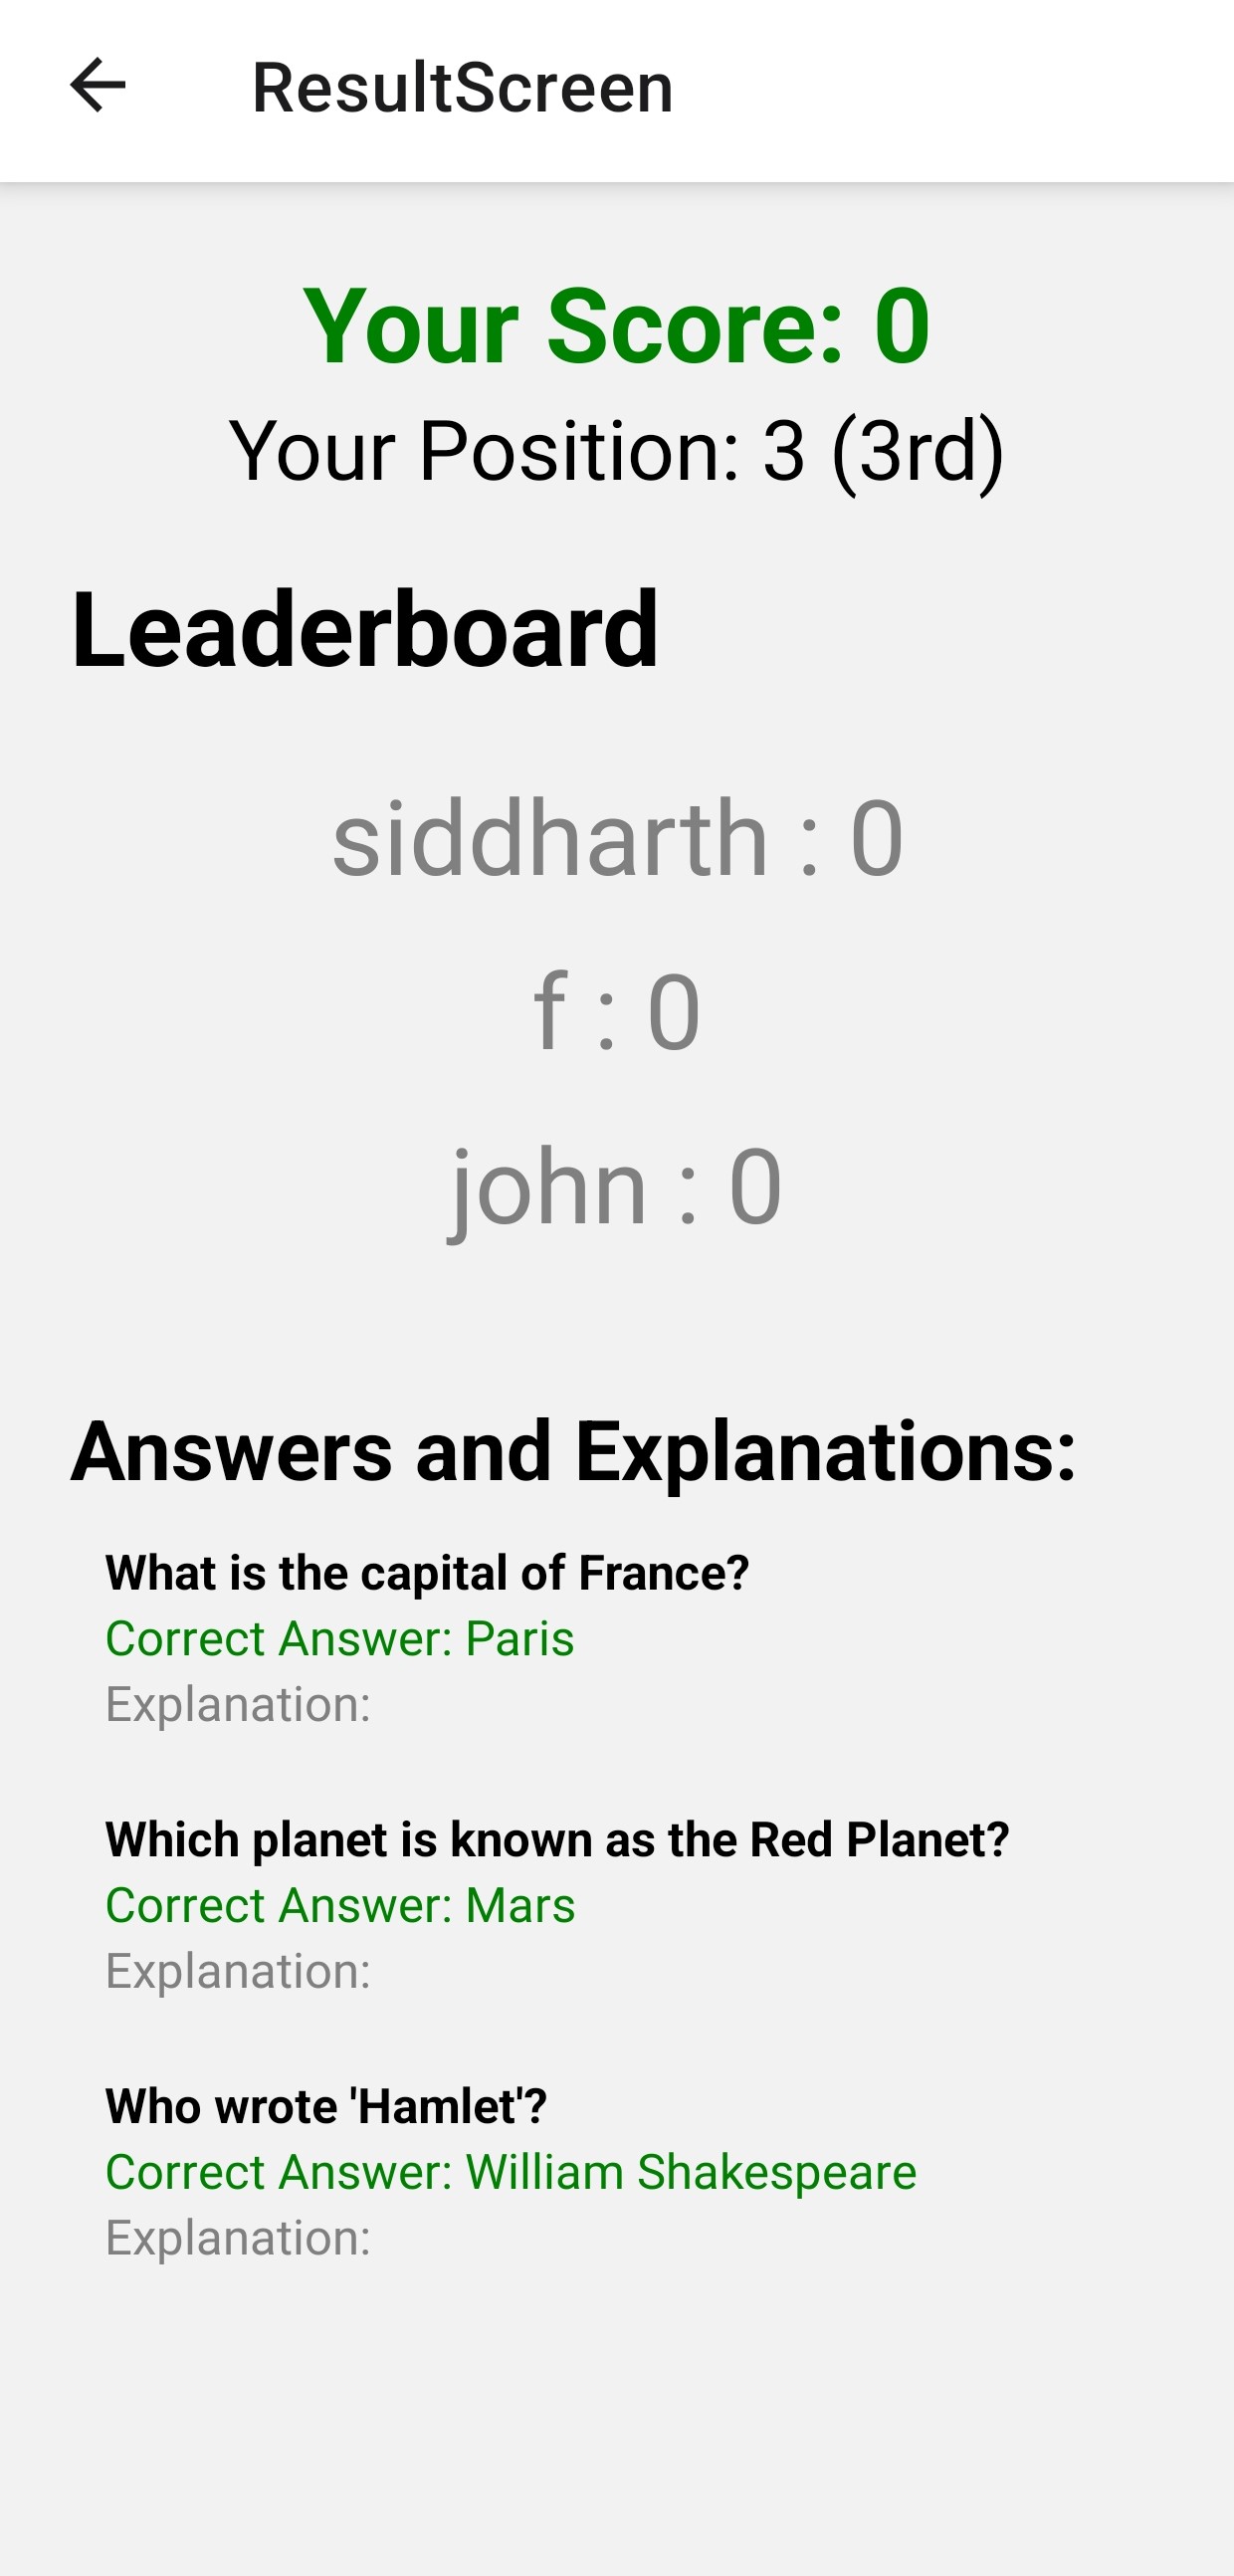 ResultScreen
Your Score: 0
Your Position: 3 (3rd)
Leaderboard
siddharth : 0
f : 0
john : 0
Answers and Explanations:
What is the capital of France?
Correct Answer: Paris
Explanation:
Which planet is known as the Red Planet?
Correct Answer: Mars
Explanation:
Who wrote 'Hamlet'?
Correct Answer: William Shakespeare
Explanation: